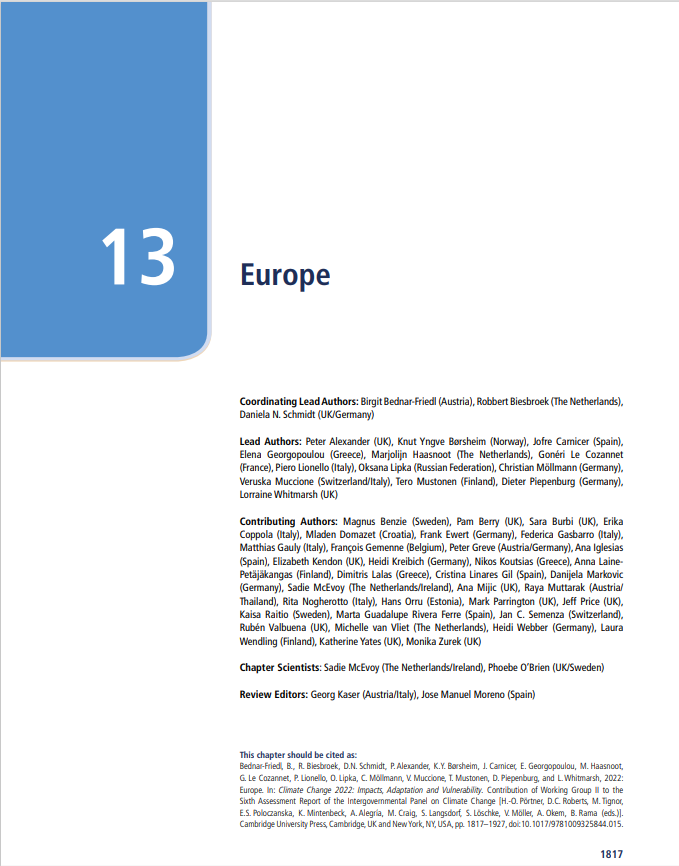 13
Europe
Coordinating Lead Authors: Birgit Bednar-Friedl (Austria), Robbert Biesbroek (The Netherlands),
Daniela N. Schmidt (UK/Germany)
Lead Authors: Peter Alexander (UK), Knut Yngve Børsheim (Norway), Jofre Carnicer (Spain),
Elena Georgopoulou (Greece), Marjolijn Haasnoot (The Netherlands), Gonéri Le Cozannet
(France), Piero Lionello (Italy), Oksana Lipka (Russian Federation), Christian Möllmann (Germany),
Veruska Muccione (Switzerland/Italy), Tero Mustonen (Finland), Dieter Piepenburg (Germany),
Lorraine Whitmarsh (UK)
Contributing Authors: Magnus Benzie (Sweden), Pam Berry (UK), Sara Burbi (UK), Erika
Coppola (Italy), Mladen Domazet (Croatia), Frank Ewert (Germany), Federica Gasbarro (Italy),
Matthias Gauly (Italy), François Gemenne (Belgium), Peter Greve (Austria/Germany), Ana Iglesias
(Spain), Elizabeth Kendon (UK), Heidi Kreibich (Germany), Nikos Koutsias (Greece), Anna Laine-
Petäjäkangas (Finland), Dimitris Lalas (Greece), Cristina Linares Gil (Spain), Danijela Markovic
(Germany), Sadie McEvoy (The Netherlands/Ireland), Ana Mijic (UK), Raya Muttarak (Austria/
Thailand), Rita Nogherotto (Italy), Hans Orru (Estonia), Mark Parrington (UK), Jeff Price (UK),
Kaisa Raitio (Sweden), Marta Guadalupe Rivera Ferre (Spain), Jan C. Semenza (Switzerland),
Rubén Valbuena (UK), Michelle van Vliet (The Netherlands), Heidi Webber (Germany), Laura
Wendling (Finland), Katherine Yates (UK), Monika Zurek (UK)
Chapter Scientists: Sadie McEvoy (The Netherlands/Ireland), Phoebe O'Brien (UK/Sweden)
Review Editors: Georg Kaser (Austria/Italy), Jose Manuel Moreno (Spain)
This chapter should be cited as:
Bednar-Friedl, B., R. Biesbroek, D.N. Schmidt, P. Alexander, K.Y. Børsheim, J. Carnicer, E. Georgopoulou, M. Haasnoot,
G. Le Cozannet, P. Lionello, O. Lipka, C. Möllmann, V. Muccione, T. Mustonen, D. Piepenburg, and L. Whitmarsh, 2022:
Europe. In: Climate Change 2022: Impacts, Adaptation and Vulnerability. Contribution of Working Group II to the
Sixth Assessment Report of the Intergovernmental Panel on Climate Change [H.-O. Pörtner, D.C. Roberts, M. Tignor,
E.S. Poloczanska, K. Mintenbeck, A. Alegría, M. Craig, S. Langsdorf, S. Löschke, V. Möller, A. Okem, B. Rama (eds.)].
Cambridge University Press, Cambridge, UK and New York, NY, USA, pp. 1817–1927, doi:10.1017/9781009325844.015.
1817